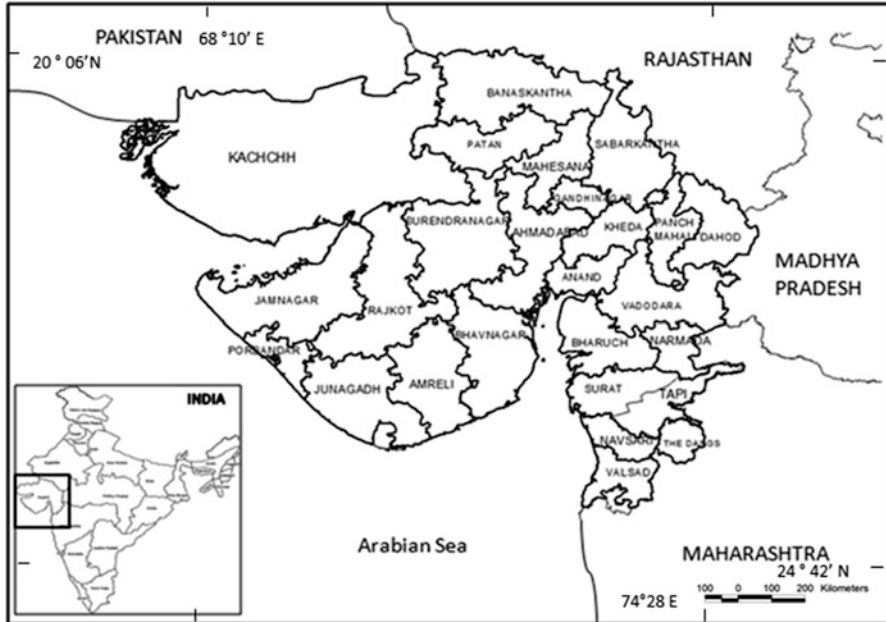 PAKISTAN 68 °10′ E
20 ° 06′N
RAJASTHAN
BANASKANTHA
PATAN
SABARKANTHA
KACHCHH
MAHESANA
GANDHINAGAR
SURENDRANAGAR
AHMADABAD
KHEDA
PANCH
MAHAL
DAHOD
MADHYA
PRADESH
ANAND
JAMNAGAR
RAJKOT
VADODARA
BHAVNAGAR
BHARUCH
NARMADA
PORBANDAR
JUNAGADH
AMRELI
SURAT
TAPI
INDIA
NAVSARI
THE DANGS
VALSAD
Arabian Sea
MAHARASHTRA
24 ° 42′ N
74°28 E
100 0 100 200 Kilometers